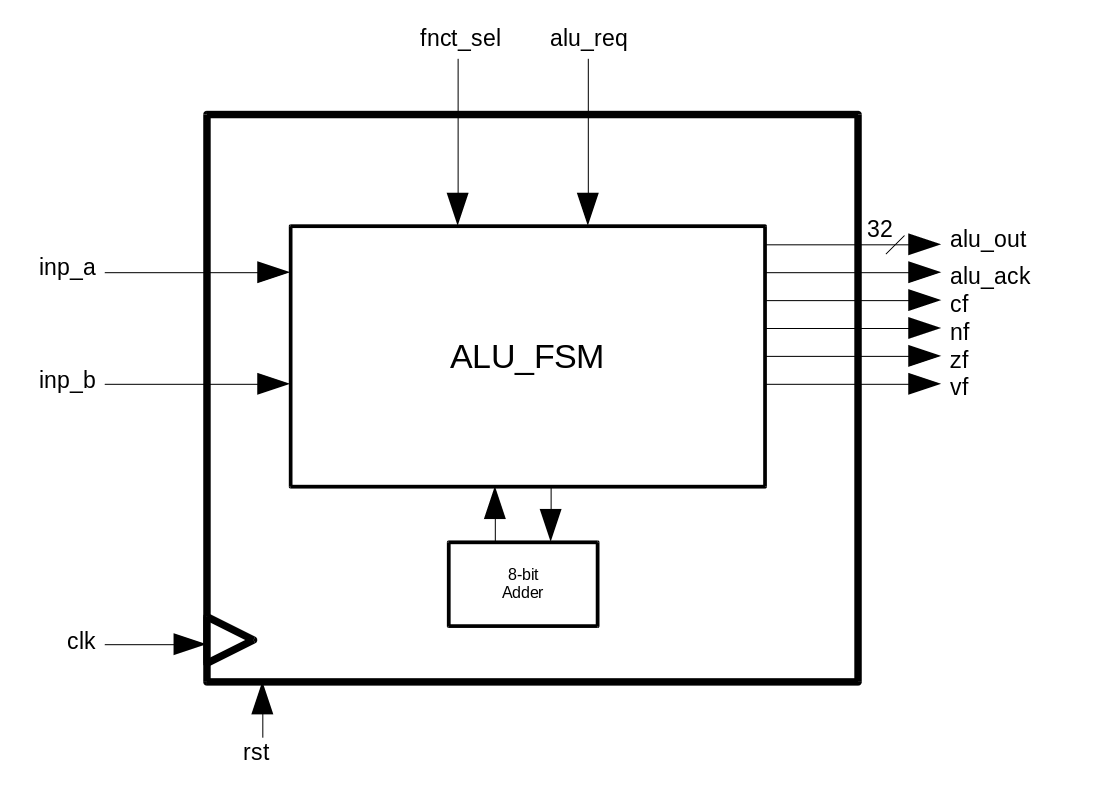 fnct_sel alu_req
32
alu_out
inp_a
alu_ack
cf
nf
ALU_FSM
zf
inp_b
vf
8-bit
Adder
clk
rst